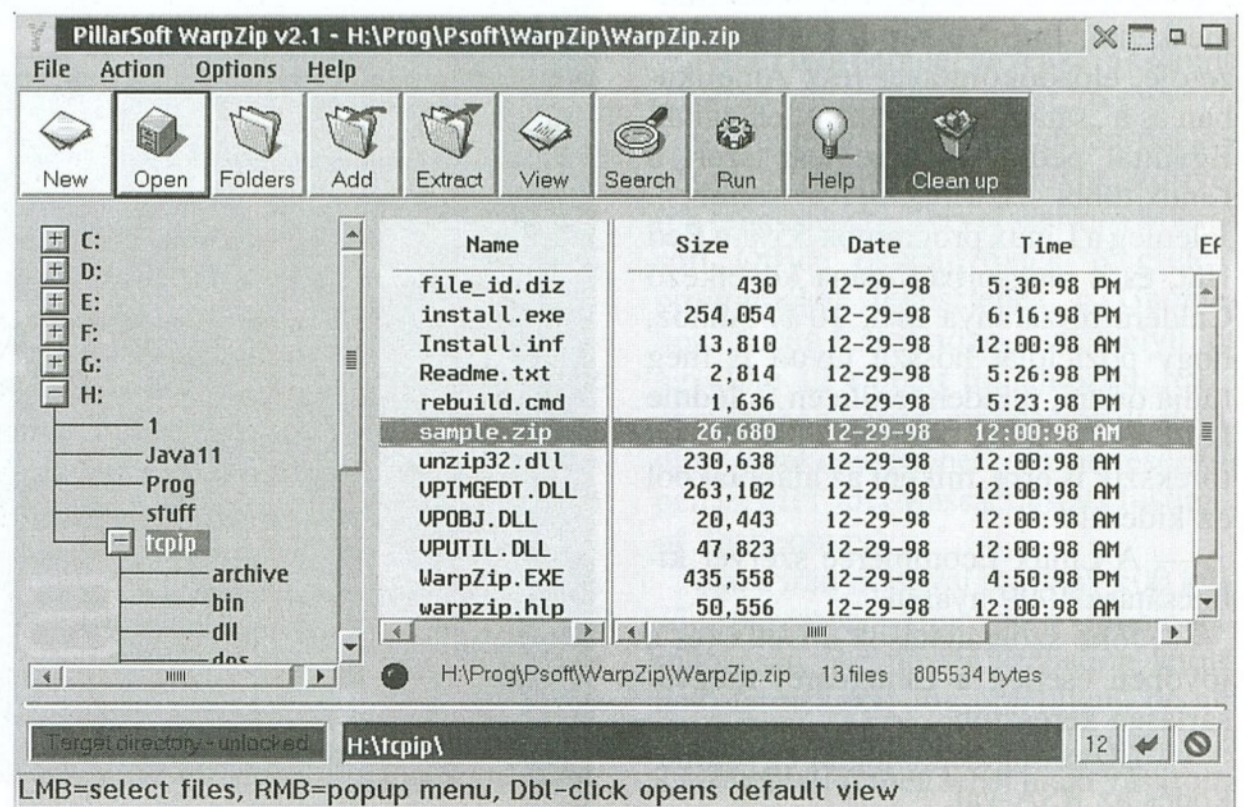 PillarSoft WarpZip v2.1 - H:\Prog\Psoft\WarpZip\WarpZip.zip
File Action Options Help
New Open Folders Add Extract View Search Run Help Clean up
C:
D:
E:
F:
G:
H:
1
Java11
Prog
stuff
tcpip
archive
bin
dll
dos
Name Size Date Time
file_id.diz 430 12-29-98 5:30:98 PM
install.exe 254,054 12-29-98 6:16:98 PM
Install.inf 13,810 12-29-98 12:00:98 AM
Readme.txt 2,814 12-29-98 5:26:98 PM
rebuild.cmd 1,636 12-29-98 5:23:98 PM
sample.zip 26,680 12-29-98 12:00:98 AM
unzip32.dll 230,638 12-29-98 12:00:98 AM
VPIMGEDT.DLL 263,102 12-29-98 12:00:98 AM
VPOBJ.DLL 20,443 12-29-98 12:00:98 AM
VPUTIL.DLL 47,823 12-29-98 12:00:98 AM
WarpZip.EXE 435,558 12-29-98 4:50:98 PM
warpzip.hlp 50,556 12-29-98 12:00:98 AM
H:\Prog\Psoft\WarpZip\WarpZip.zip 13 files 805534 bytes
Target directory - unlocked H:\tcpip\ 12
LMB=select files, RMB=popup menu, Dbl-click opens default view